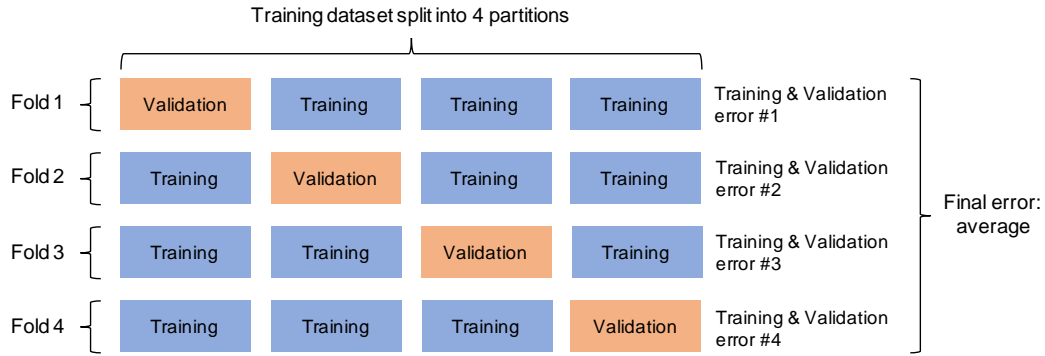 Training dataset split into 4 partitions
Fold 1
Validation
Training
Training
Training
Training & Validation
error #1
Fold 2
Training
Validation
Training
Training
Training & Validation
error #2
Fold 3
Training
Training
Validation
Training
Training & Validation
error #3
Fold 4
Training
Training
Training
Validation
Training & Validation
error #4
Final error:
average